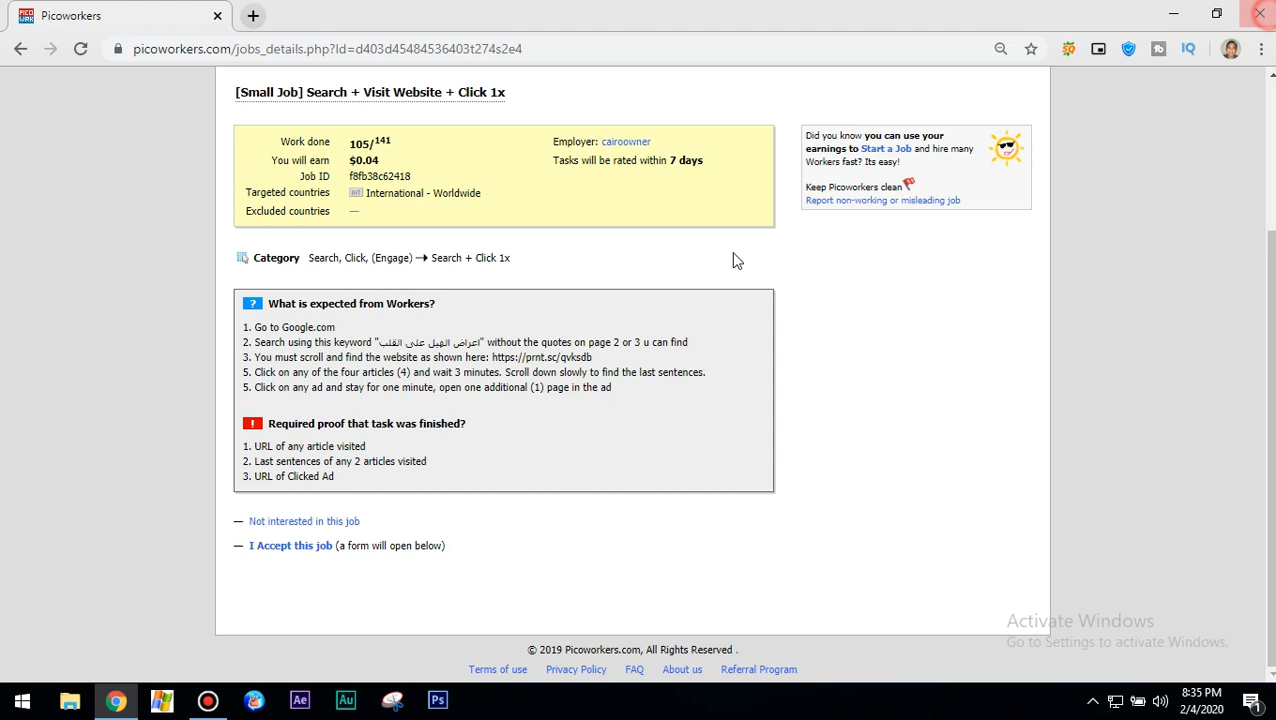 Picoworkers
picoworkers.com/jobs_details.php?Id=d403d45484536403t274s2e4
[Small Job] Search + Visit Website + Click 1x
Work done 105/141
You will earn $0.04
Job ID f8fb38c62418
Targeted countries INT International - Worldwide
Excluded countries —
Employer: cairoowner
Tasks will be rated within 7 days
Did you know you can use your
earnings to Start a Job and hire many
Workers fast? Its easy!
Keep Picoworkers clean
Report non-working or misleading job
Category Search, Click, (Engage) → Search + Click 1x
? What is expected from Workers?
1. Go to Google.com
2. Search using this keyword "اعراض الهيل على القلب" without the quotes on page 2 or 3 u can find
3. You must scroll and find the website as shown here: https://prnt.sc/qvksdb
5. Click on any of the four articles (4) and wait 3 minutes. Scroll down slowly to find the last sentences.
5. Click on any ad and stay for one minute, open one additional (1) page in the ad
! Required proof that task was finished?
1. URL of any article visited
2. Last sentences of any 2 articles visited
3. URL of Clicked Ad
— Not interested in this job
— I Accept this job (a form will open below)
Activate Windows
Go to Settings to activate Windows.
© 2019 Picoworkers.com, All Rights Reserved .
Terms of use Privacy Policy FAQ About us Referral Program
Ae Au Ps
8:35 PM
2/4/2020